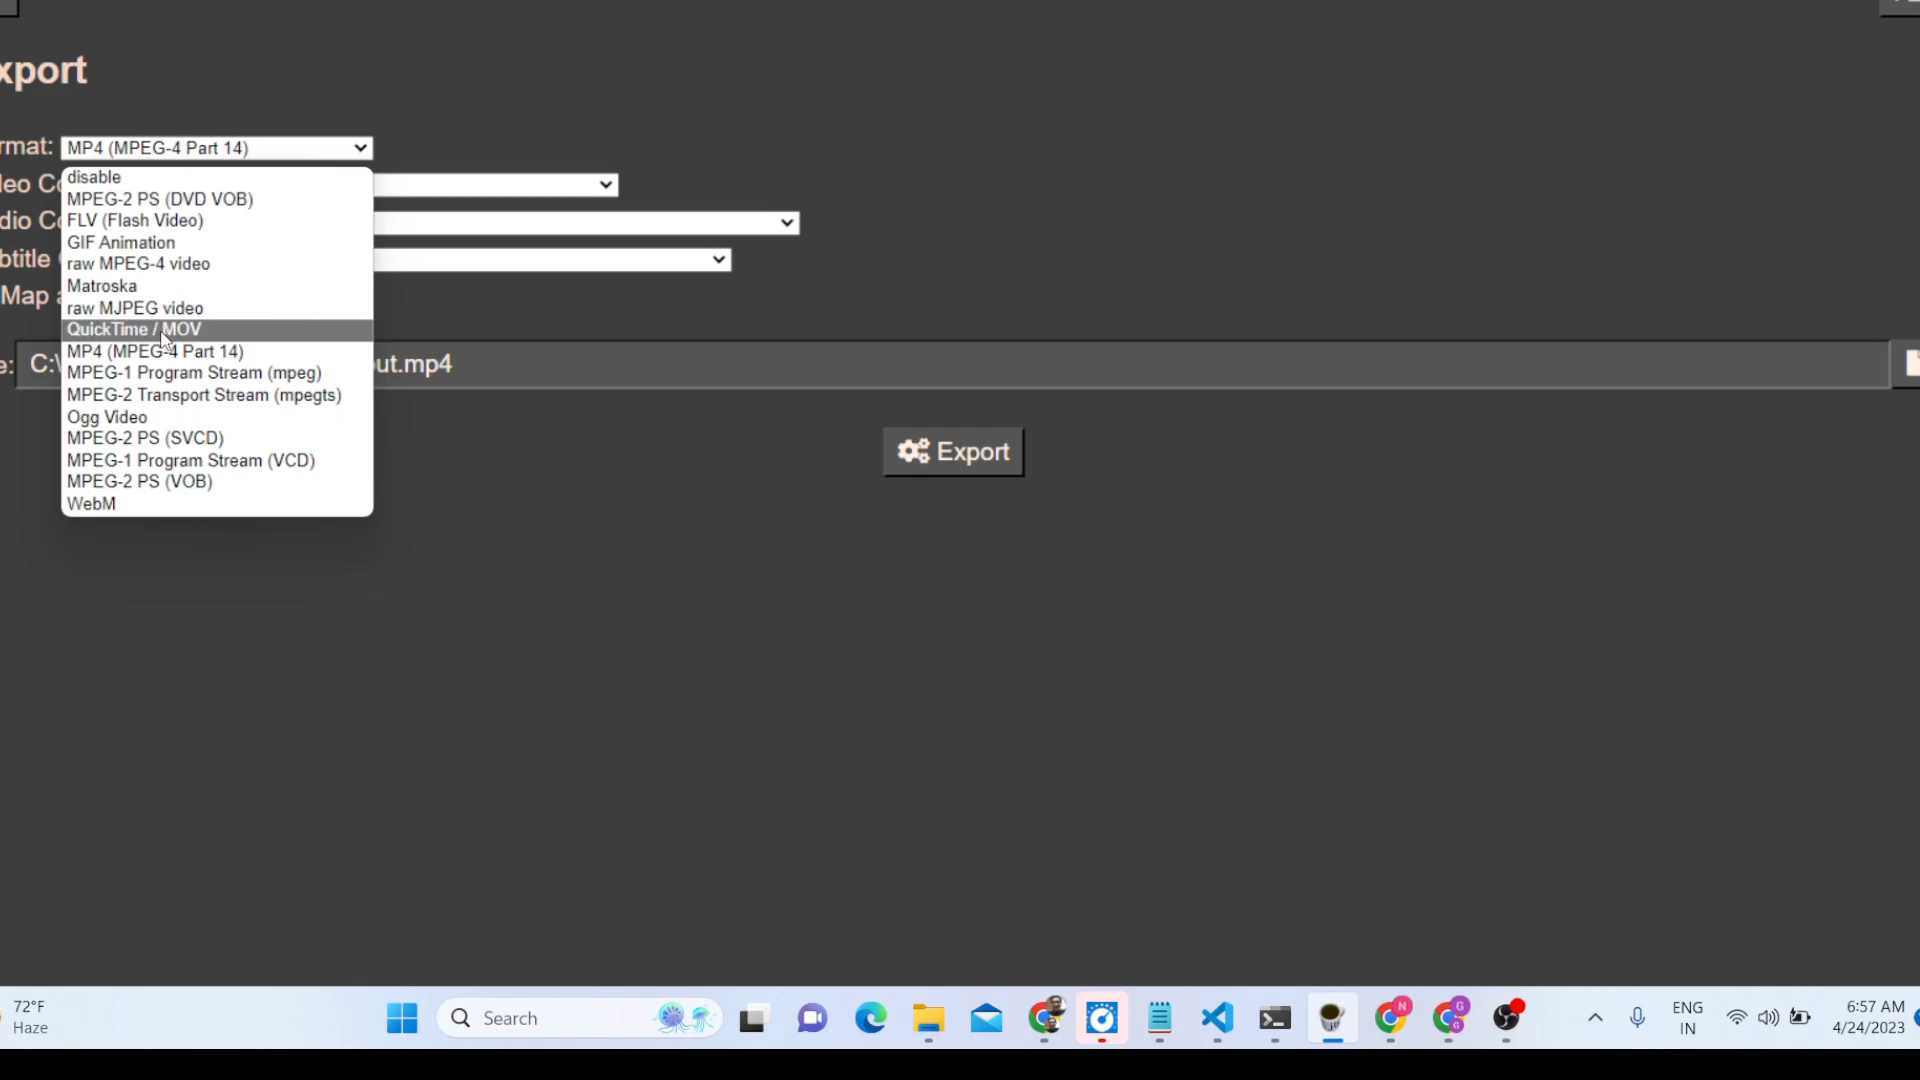 xport
rmat: MP4 (MPEG-4 Part 14)
disable
MPEG-2 PS (DVD VOB)
FLV (Flash Video)
GIF Animation
raw MPEG-4 video
Matroska
raw MJPEG video
QuickTime / MOV
MP4 (MPEG-4 Part 14)
MPEG-1 Program Stream (mpeg)
MPEG-2 Transport Stream (mpegts)
Ogg Video
MPEG-2 PS (SVCD)
MPEG-1 Program Stream (VCD)
MPEG-2 PS (VOB)
WebM
leo Co
dio Co
btitle
Map a
e: C:\ ut.mp4
Export
72°F
Haze
Search
N
G
G
ENG
IN
6:57 AM
4/24/2023